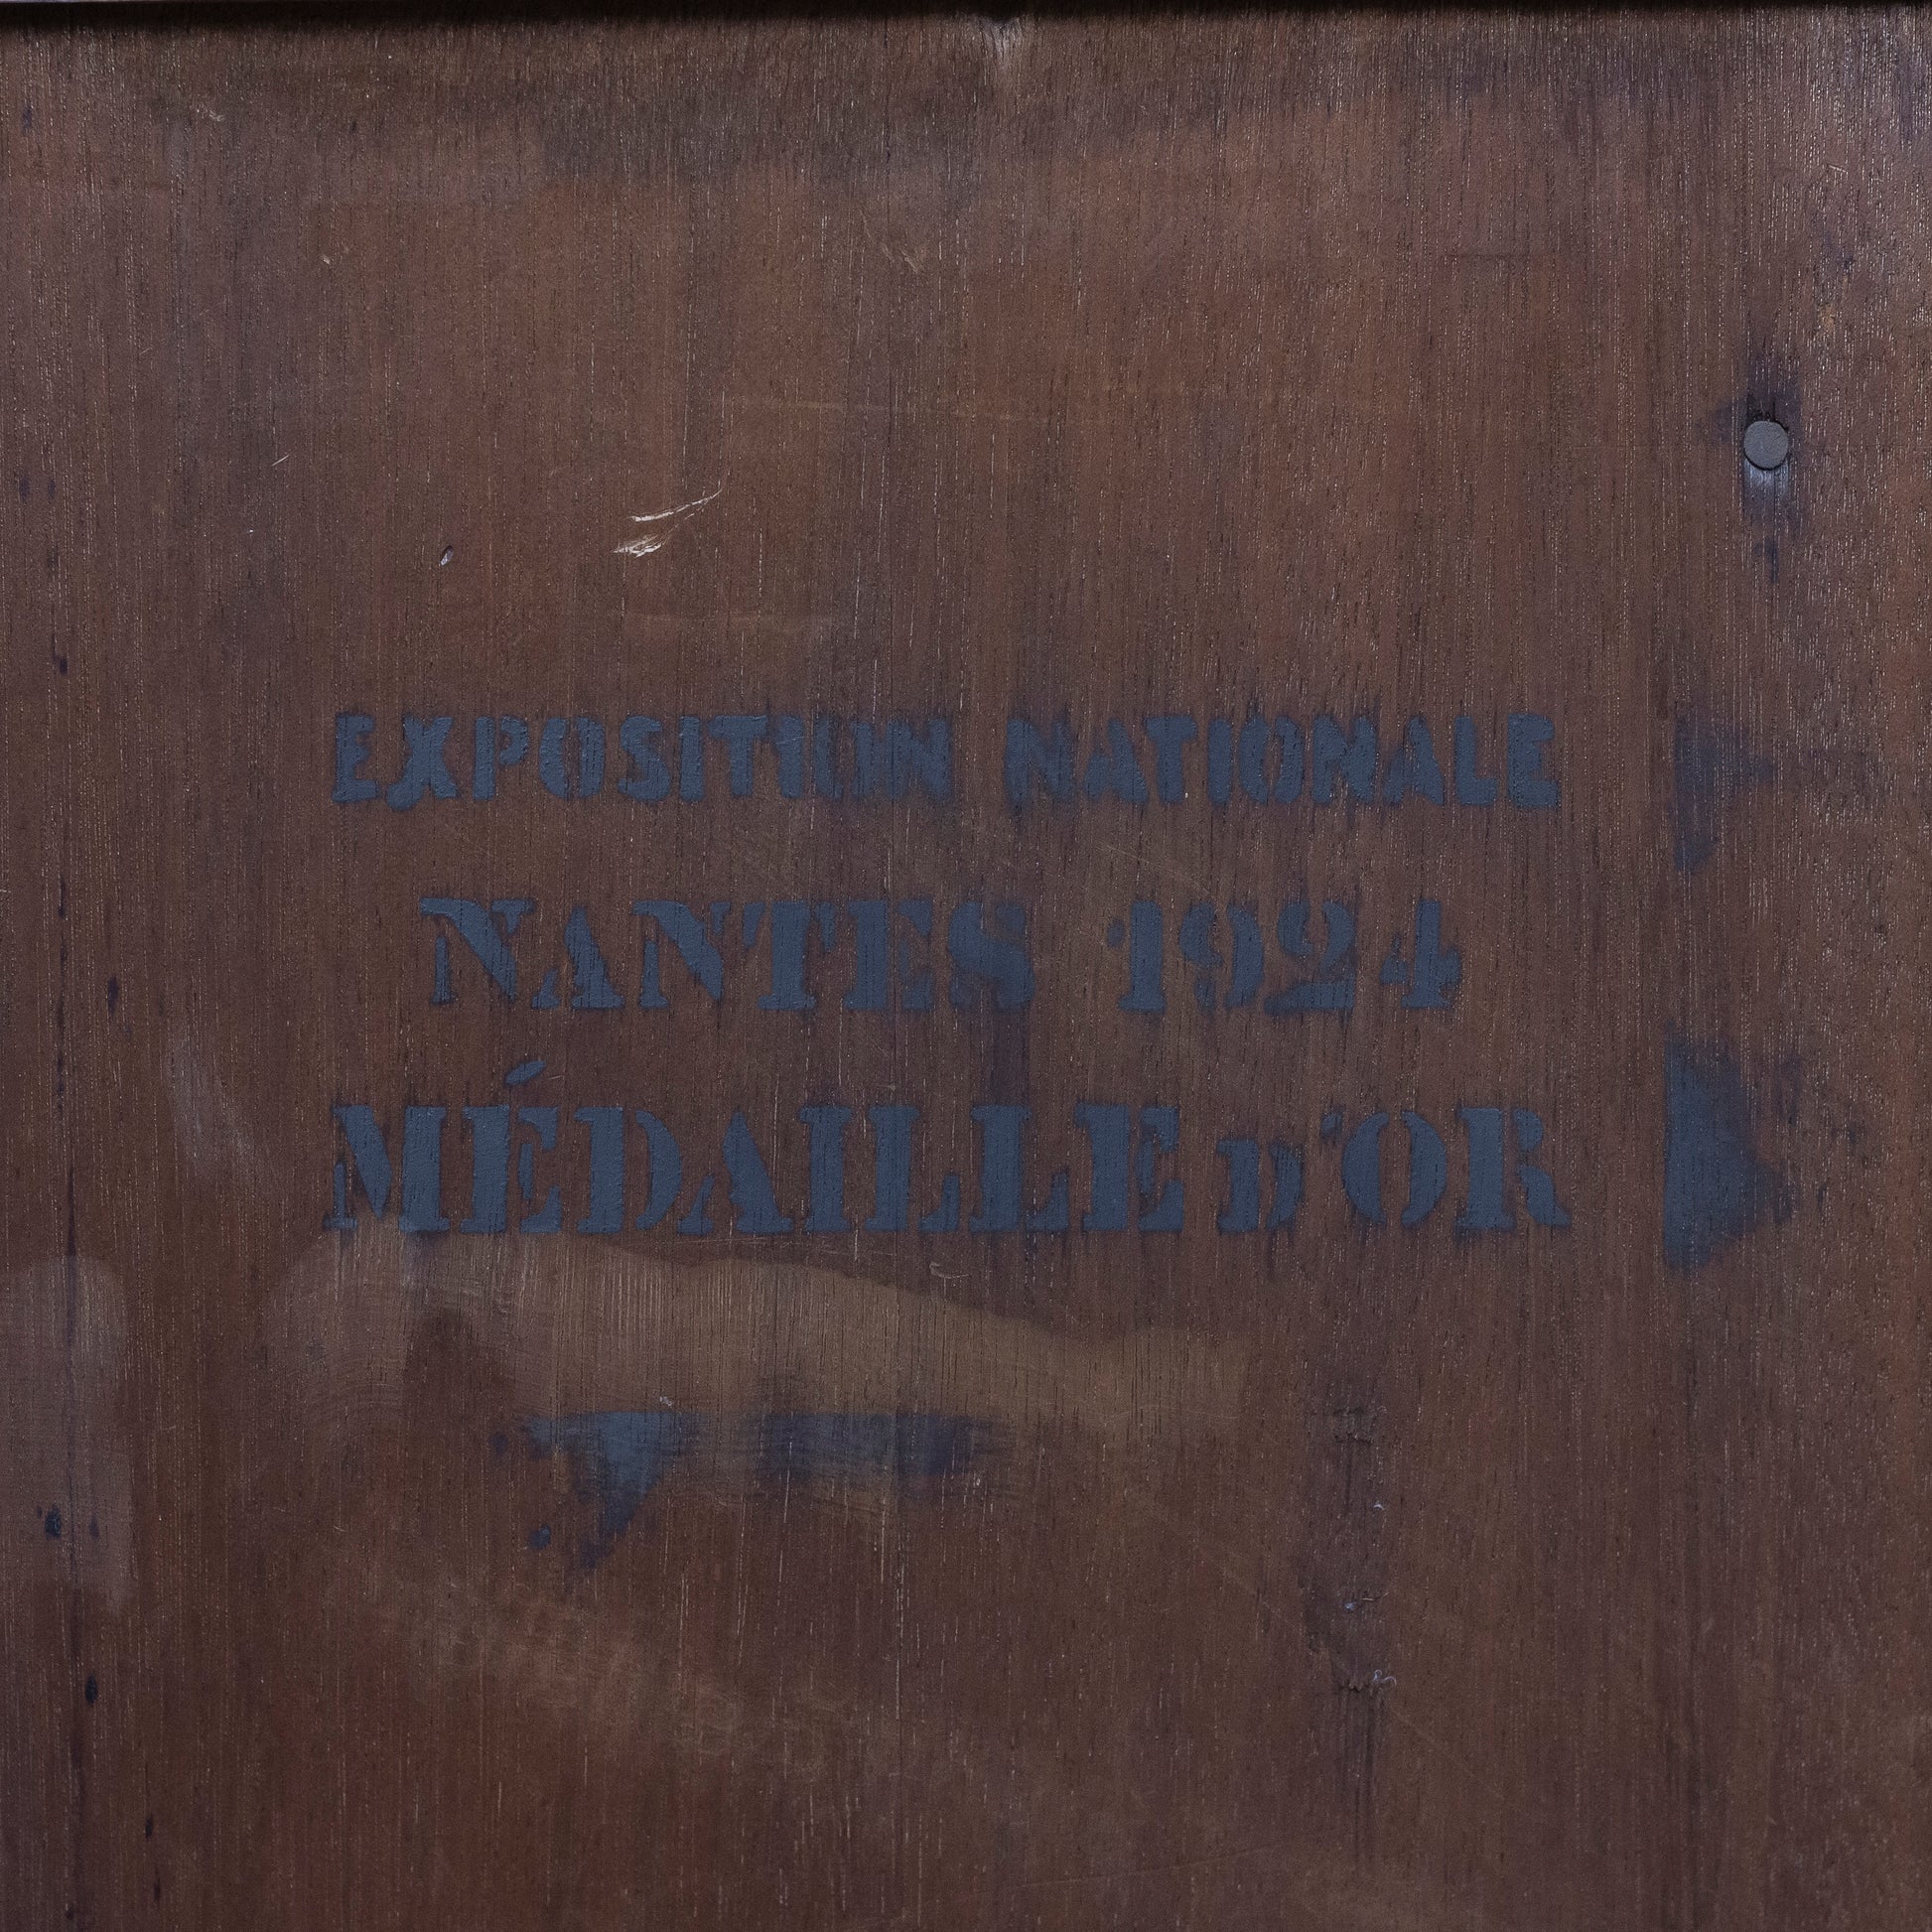 EXPOSITION NATIONALE
NANTES 1924
MÉDAILLE D'OR